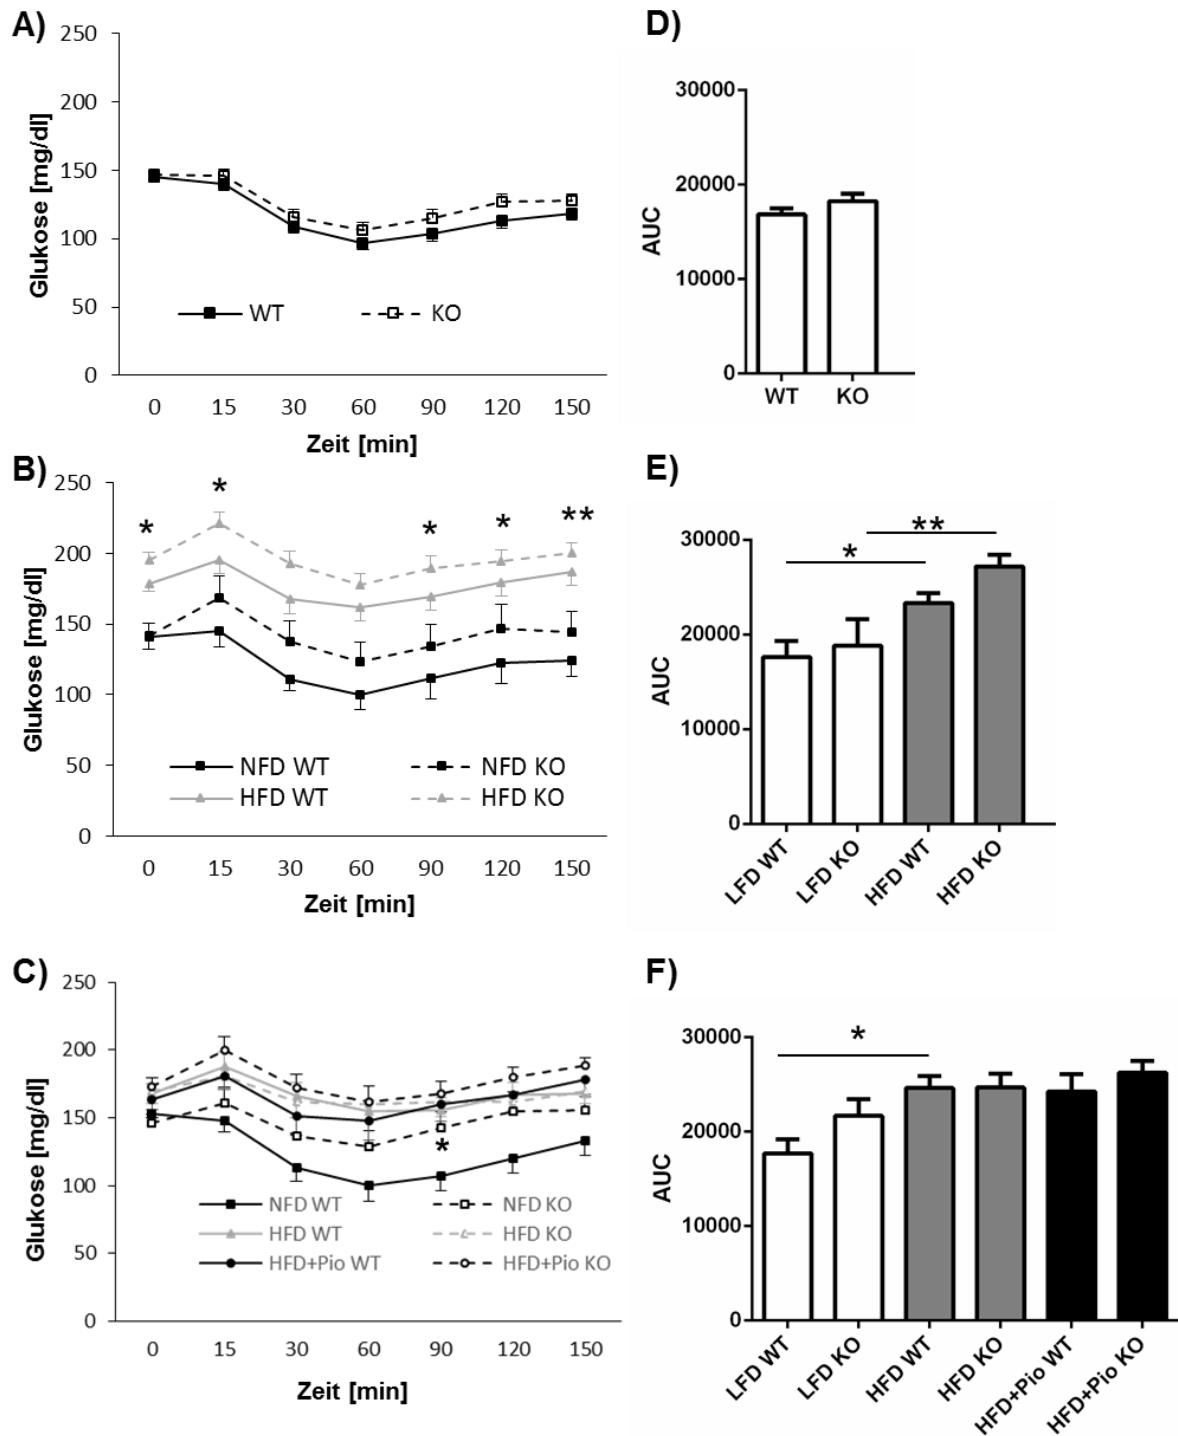 A)
250
200
150
100
50
0
Glukose [mg/dl]
WT KO
0 15 30 60 90 120 150
Zeit [min]
D)
30000
20000
10000
0
AUC
WT KO
B)
250
200
150
100
50
0
Glukose [mg/dl]
* * * * **
NFD WT NFD KO
HFD WT HFD KO
0 15 30 60 90 120 150
Zeit [min]
E)
30000
20000
10000
0
AUC
* **
LFD WT LFD KO HFD WT HFD KO
C)
250
200
150
100
50
0
Glukose [mg/dl]
*
NFD WT NFD KO
HFD WT HFD KO
HFD+Pio WT HFD+Pio KO
0 15 30 60 90 120 150
Zeit [min]
F)
30000
20000
10000
0
AUC
*
LFD WT LFD KO HFD WT HFD KO HFD+Pio WT HFD+Pio KO